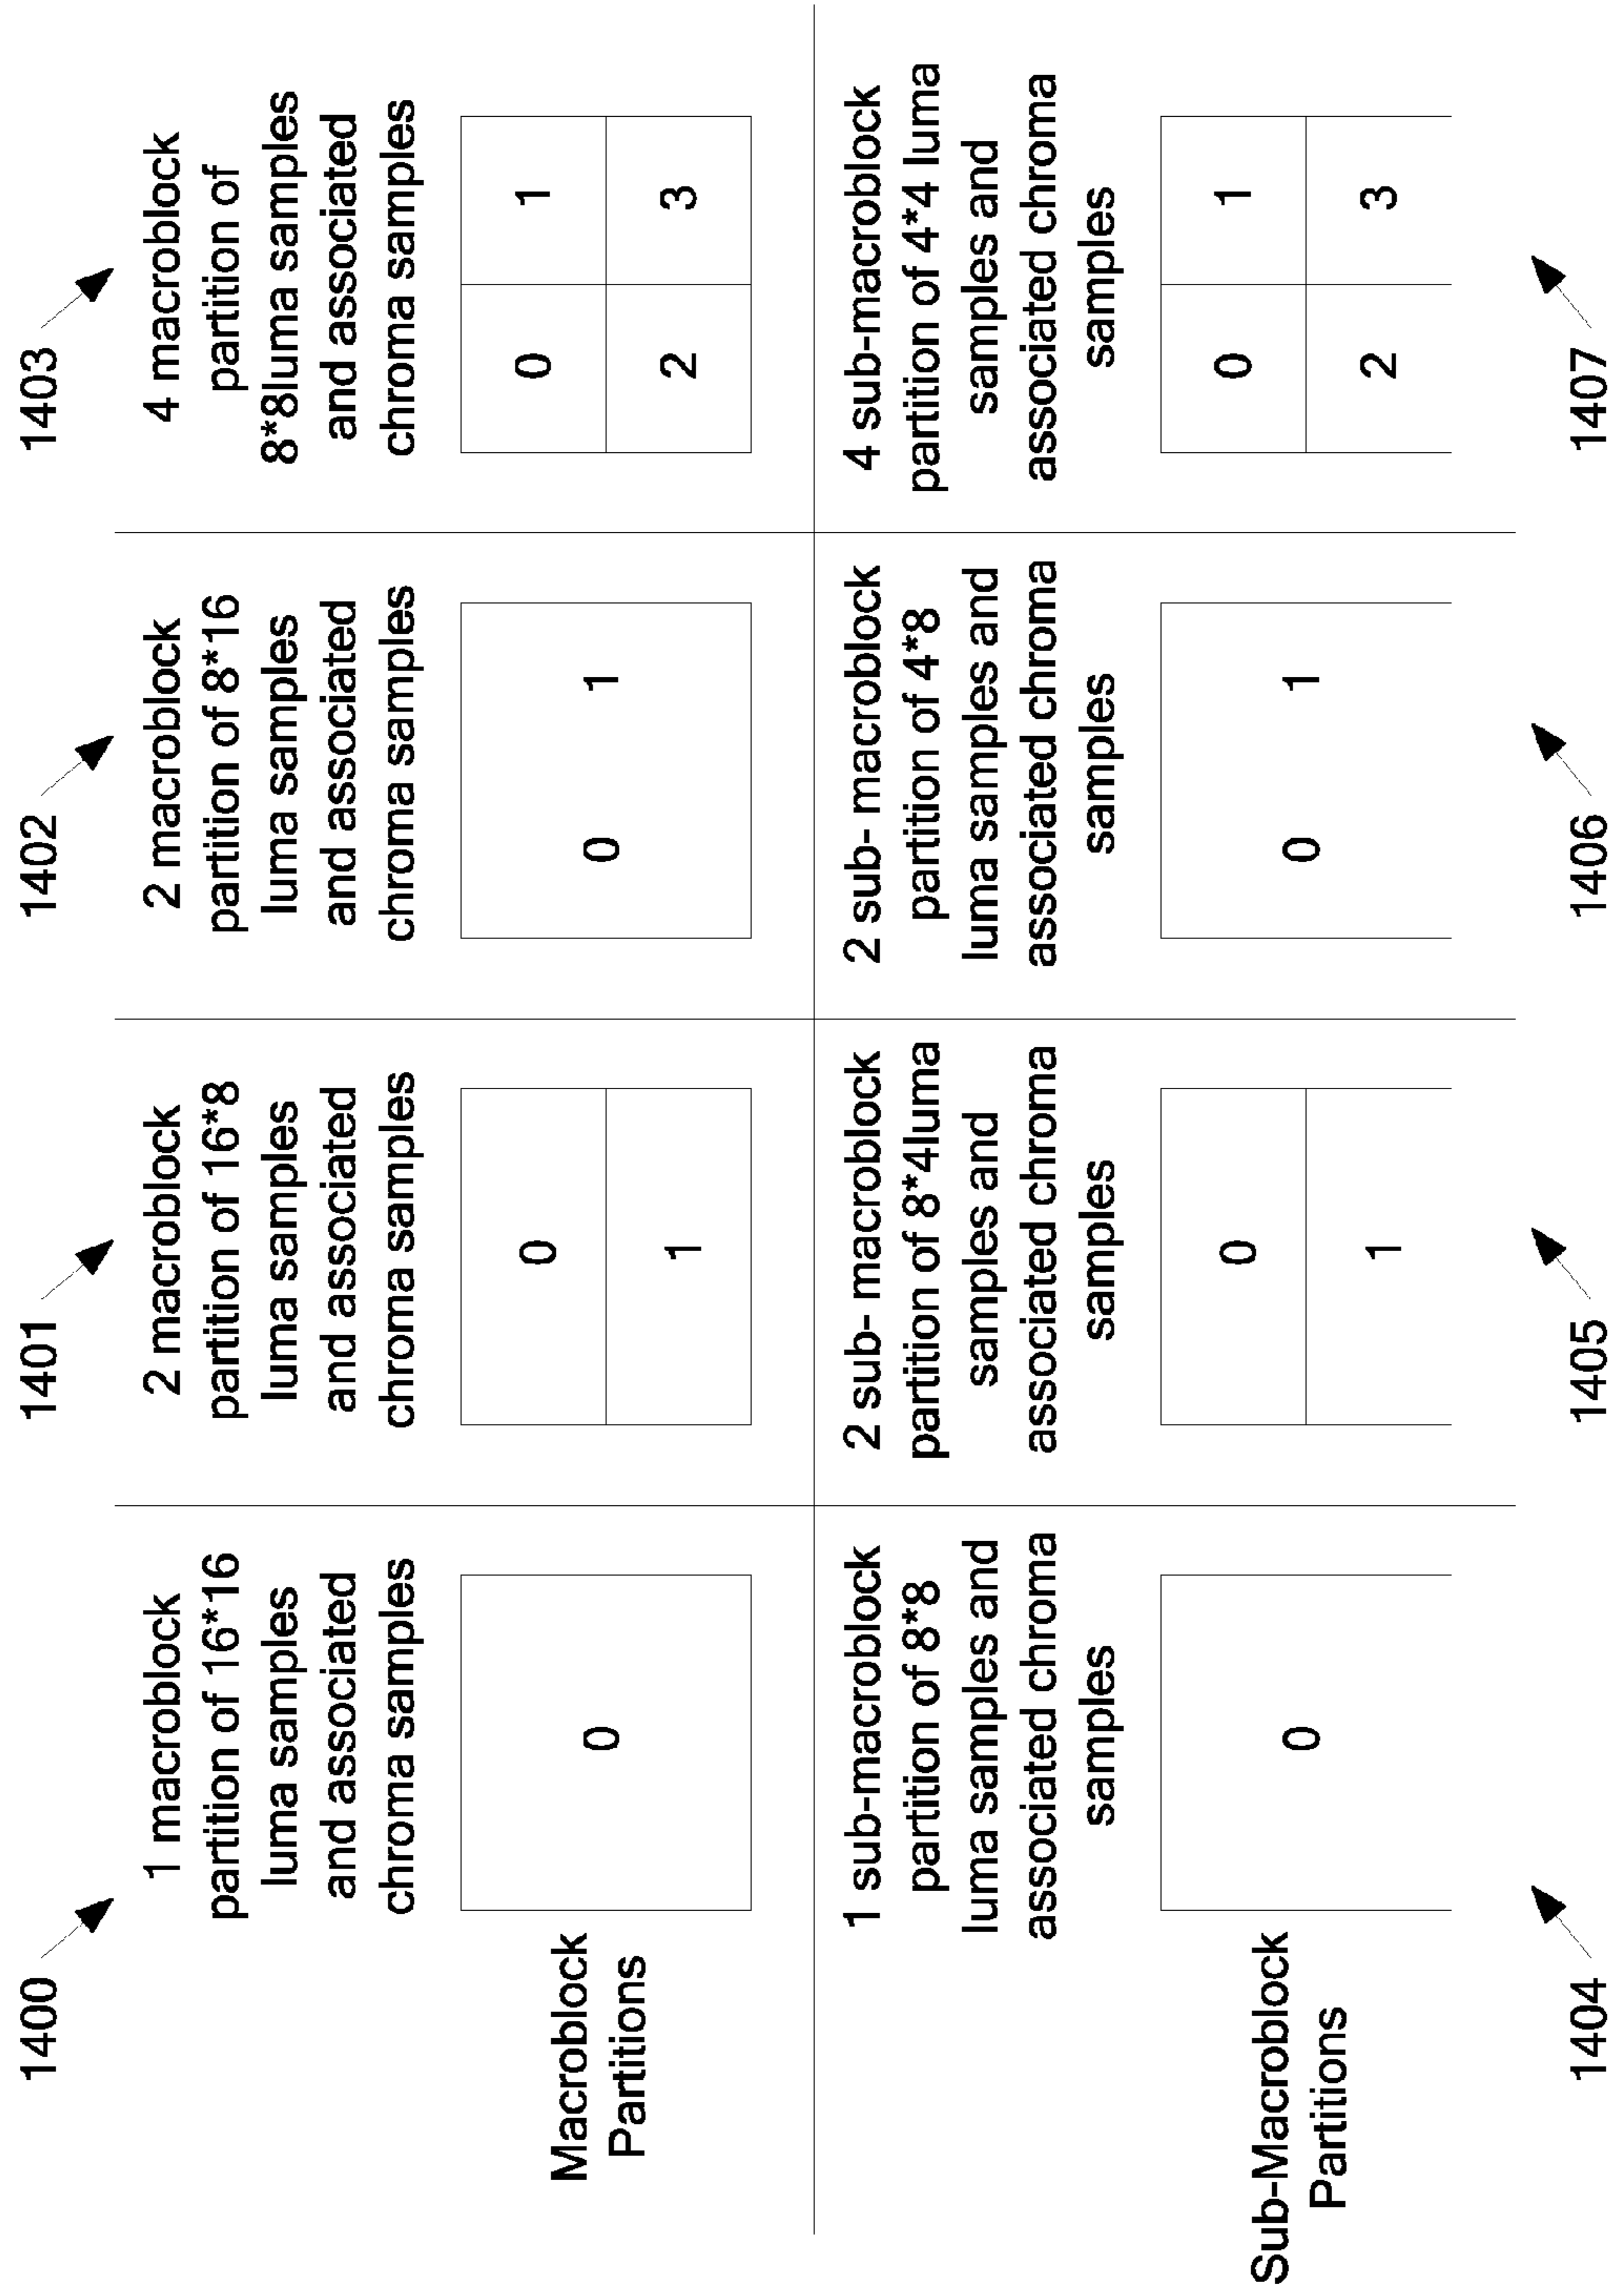 1400
1401
1402
1403
1 macroblock
partition of 16*16
luma samples
and associated
chroma samples
2 macroblock
partition of 16*8
luma samples
and associated
chroma samples
2 macroblock
partition of 8*16
luma samples
and associated
chroma samples
4 macroblock
partition of
8*8luma samples
and associated
chroma samples
Macroblock
Partitions
0
0
1
0 1
0 1
2 3
1 sub-macroblock
partition of 8*8
luma samples and
associated chroma
samples
2 sub- macroblock
partition of 8*4luma
samples and
associated chroma
samples
2 sub- macroblock
partition of 4*8
luma samples and
associated chroma
samples
4 sub-macroblock
partition of 4*4 luma
samples and
associated chroma
samples
Sub-Macroblock
Partitions
0
0
1
0 1
0 1
2 3
1404
1405
1406
1407